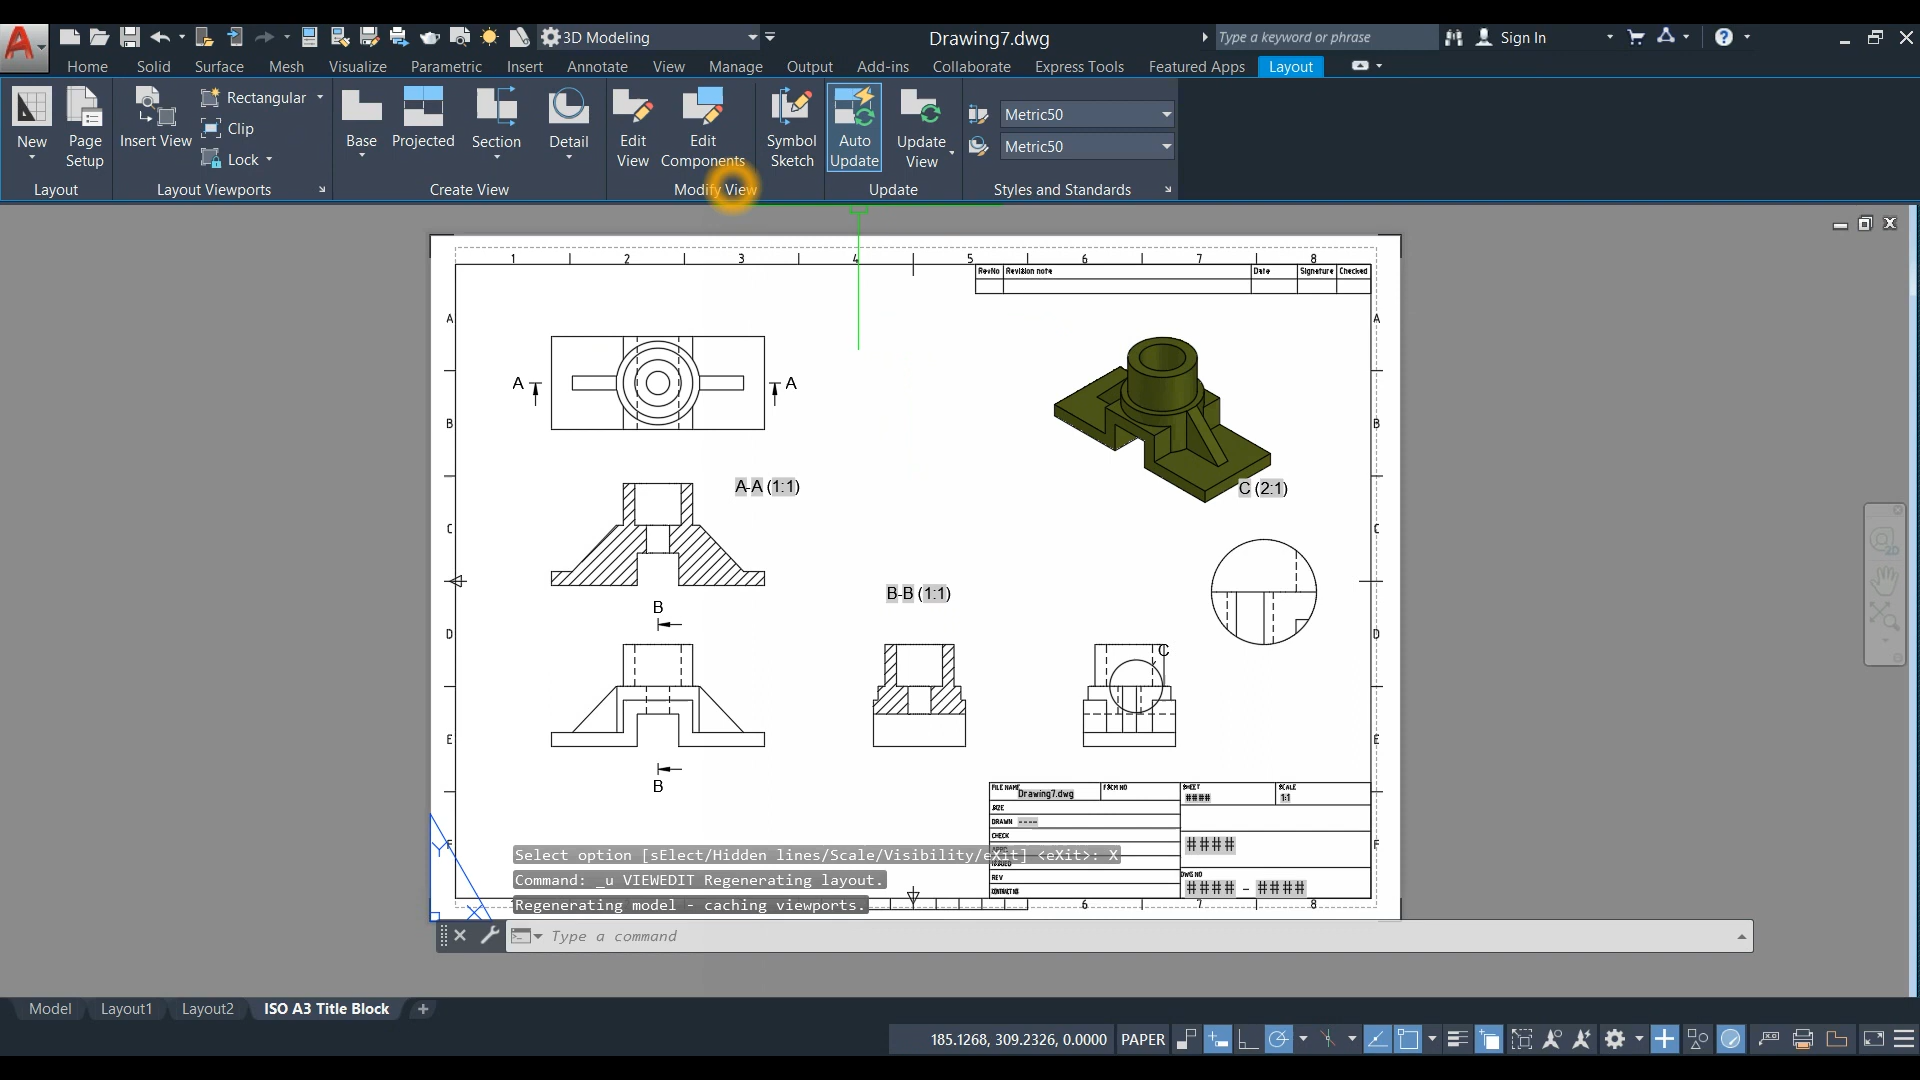 3D Modeling
Drawing7.dwg
Type a keyword or phrase
Sign In
Home Solid Surface Mesh Visualize Parametric Insert Annotate View Manage Output Add-ins Collaborate Express Tools Featured Apps Layout
New
Page Setup
Insert View
Rectangular
Clip
Lock
Base
Projected
Section
Detail
Edit View
Edit Components
Symbol Sketch
Auto Update
Update View
Metric50
Metric50
Layout
Layout Viewports
Create View
Modify View
Update
Styles and Standards
1 2 3 4 5 6 7 8
RevNo Revision note Date Signature Checked
A A
A A
B B
A-A (1:1)
C (2:1)
C C
B
B-B (1:1)
D D
C
E E
B
FILE NAME Drawing7.dwg
FSCM NO
SHEET ####
SCALE 1:1
SIZE
DRAWN ----
CHECK
ISSUED
REV
CONTRACT NO
####
DWG NO
#### - ####
F F
Y
X
6 7 8
Select option [sElect/Hidden lines/Scale/Visibility/eXit] <eXit>: X
Command: _u VIEWEDIT Regenerating layout.
Regenerating model - caching viewports.
Type a command
2D
Model Layout1 Layout2 ISO A3 Title Block +
185.1268, 309.2326, 0.0000 PAPER